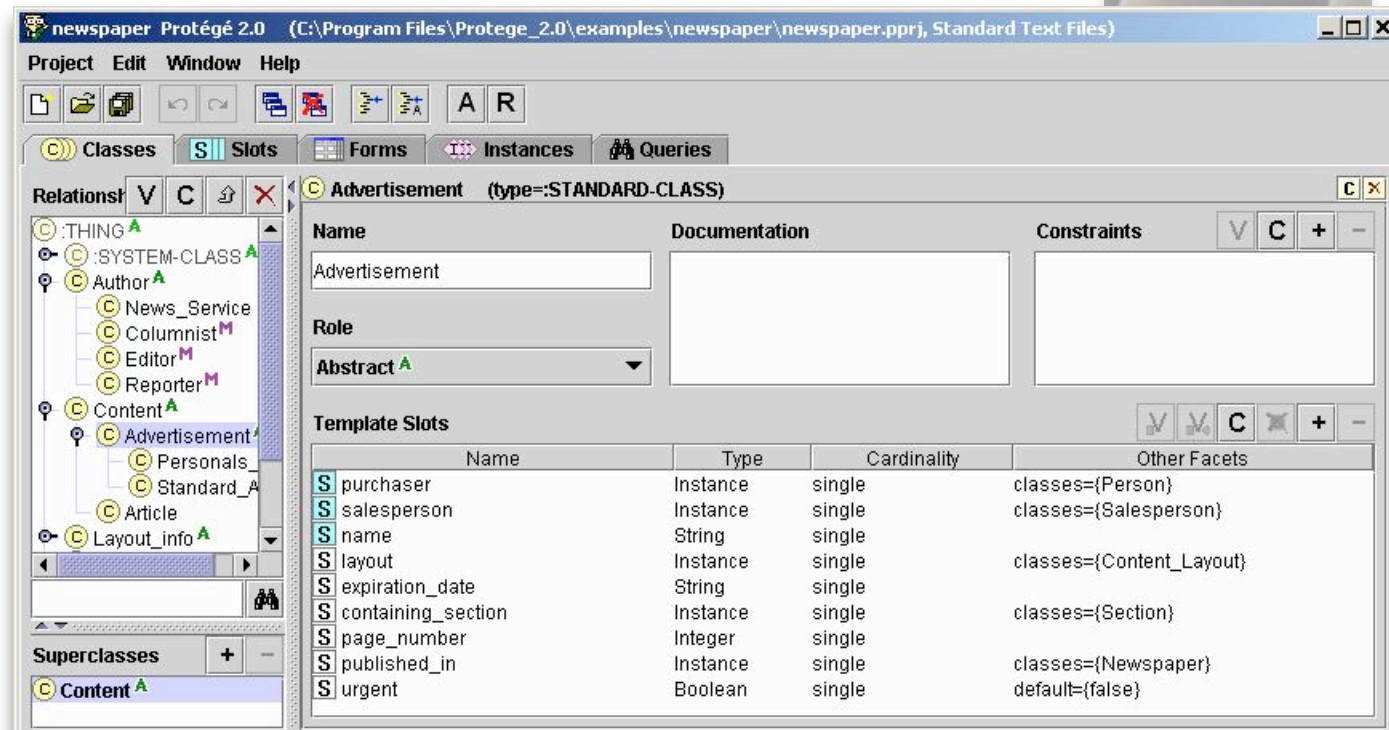 newspaper Protégé 2.0 (C:\Program Files\Protege_2.0\examples\newspaper\newspaper.pprj, Standard Text Files)
Project Edit Window Help
A R
C Classes S Slots Forms I Instances Queries
Relationsh V C
C Advertisement (type=:STANDARD-CLASS) C
C :THING A
C :SYSTEM-CLASS A
C Author A
C News_Service
C Columnist M
C Editor M
C Reporter M
C Content A
C Advertisement
C Personals_
C Standard_A
C Article
C Layout_info A
Superclasses + −
C Content A
Name
Advertisement
Role
Abstract A
Documentation
Constraints V C + −
Template Slots V V C + −
Name Type Cardinality Other Facets
S purchaser Instance single classes={Person}
S salesperson Instance single classes={Salesperson}
S name String single
S layout Instance single classes={Content_Layout}
S expiration_date String single
S containing_section Instance single classes={Section}
S page_number Integer single
S published_in Instance single classes={Newspaper}
S urgent Boolean single default={false}